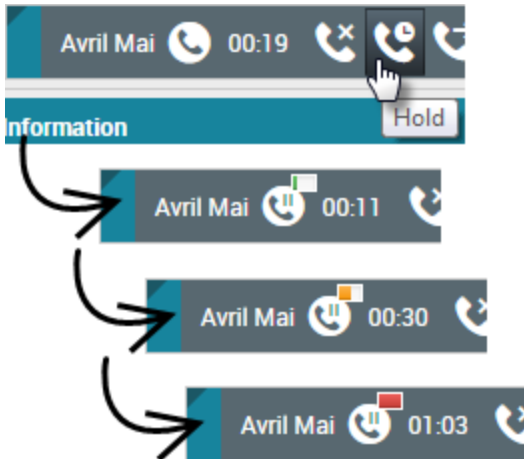 Avril Mai 00:19
Hold
Information
Avril Mai 00:11
Avril Mai 00:30
Avril Mai 01:03